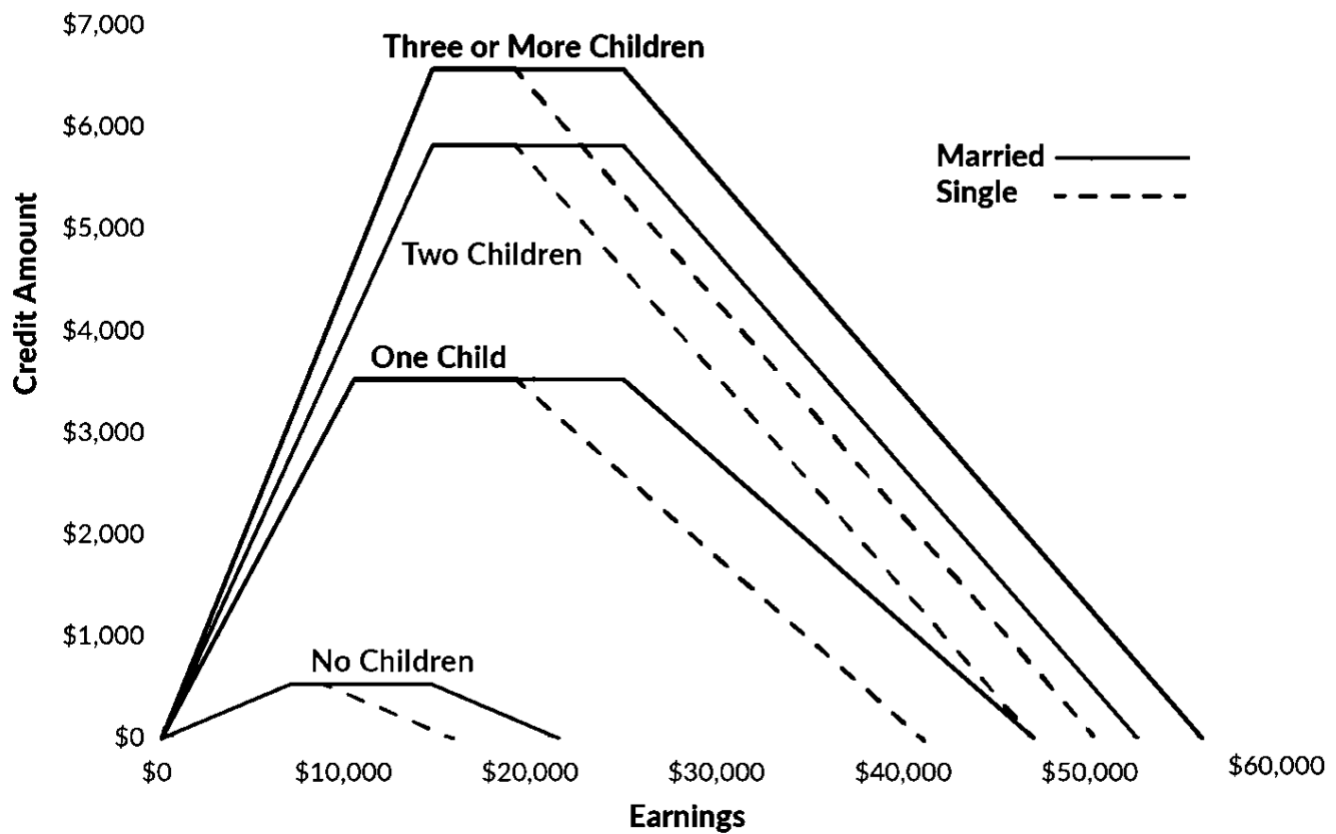 $7,000
Three or More Children
$6,000
Married
Single
$5,000
Two Children
Credit Amount
$4,000
One Child
$3,000
$2,000
$1,000
No Children
$0
$0 $10,000 $20,000 $30,000 $40,000 $50,000 $60,000
Earnings